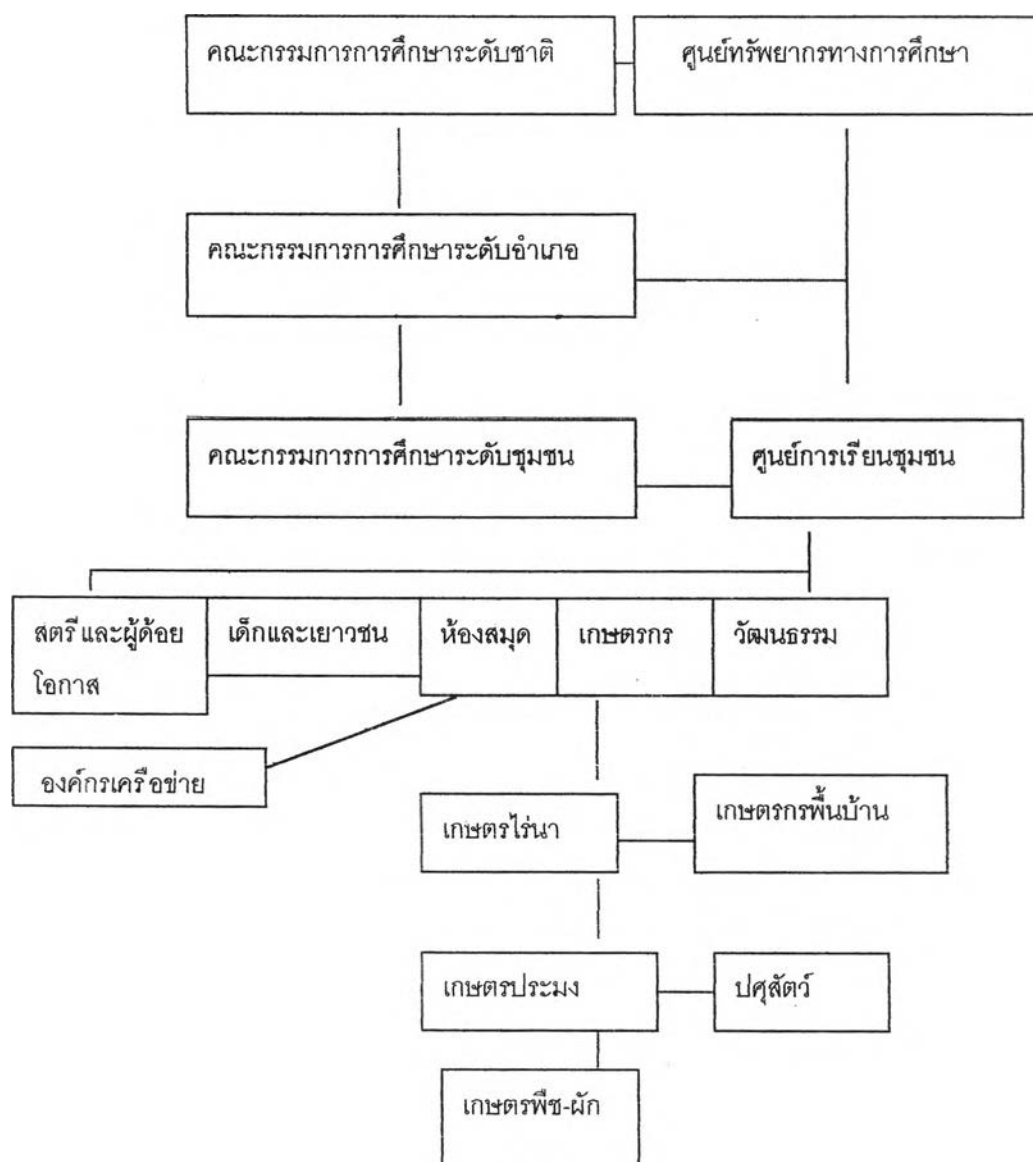 คณะกรรมการการศึกษาระดับชาติ
ศูนย์ทรัพยากรทางการศึกษา
คณะกรรมการการศึกษาระดับอำเภอ
คณะกรรมการการศึกษาระดับชุมชน
ศูนย์การเรียนชุมชน
สตรีและผู้ด้อย
โอกาส
เด็กและเยาวชน
ห้องสมุด
เกษตรกร
วัฒนธรรม
องค์กรเครือข่าย
เกษตรไร่นา
เกษตรกรพื้นบ้าน
เกษตรประมง
ปศุสัตว์
เกษตรพืช-ผัก